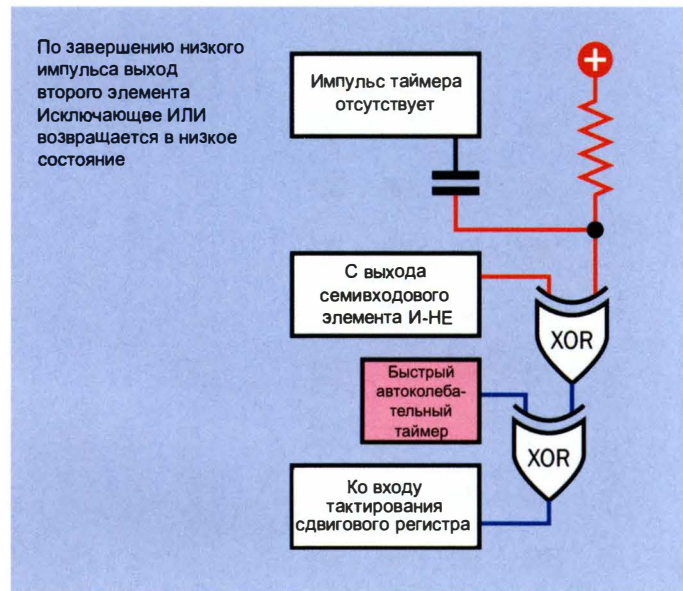 По завершению низкого
импульса выход
второго элемента
Исключающве ИЛИ
возвращается в низкое
состояние
Импульс таймера
отсутствует
+
С выхода
семивходового
элемента И-НЕ
XOR
Быстрый
автоколеба-
тельный
таймер
XOR
Ко входу
тактирования
сдвигового регистра